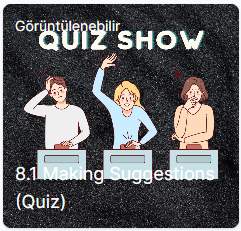 Görüntülenebilir
QUIZ SHOW
8.1 Making Suggestions
(Quiz)